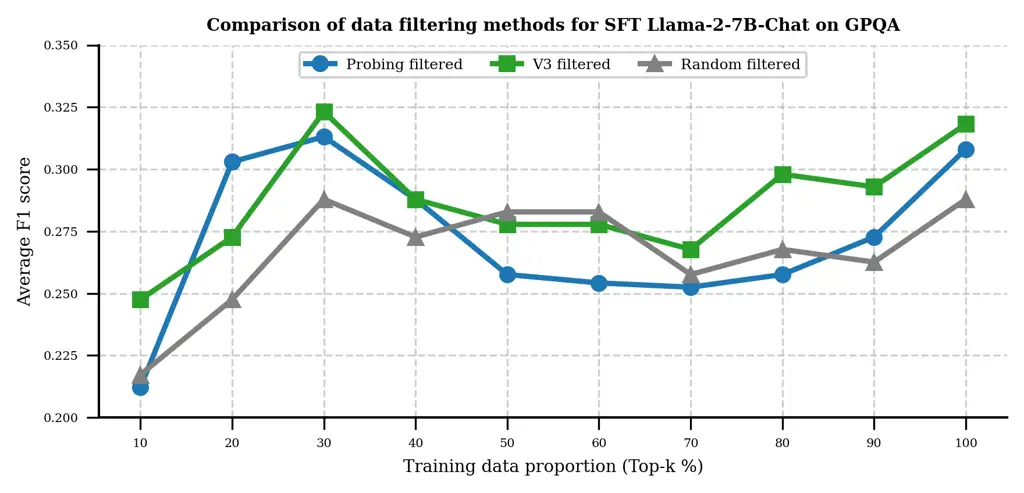 Comparison of data filtering methods for SFT Llama-2-7B-Chat on GPQA
Probing filtered V3 filtered Random filtered
Average F1 score
0.350
0.325
0.300
0.275
0.250
0.225
0.200
10 20 30 40 50 60 70 80 90 100
Training data proportion (Top-k %)